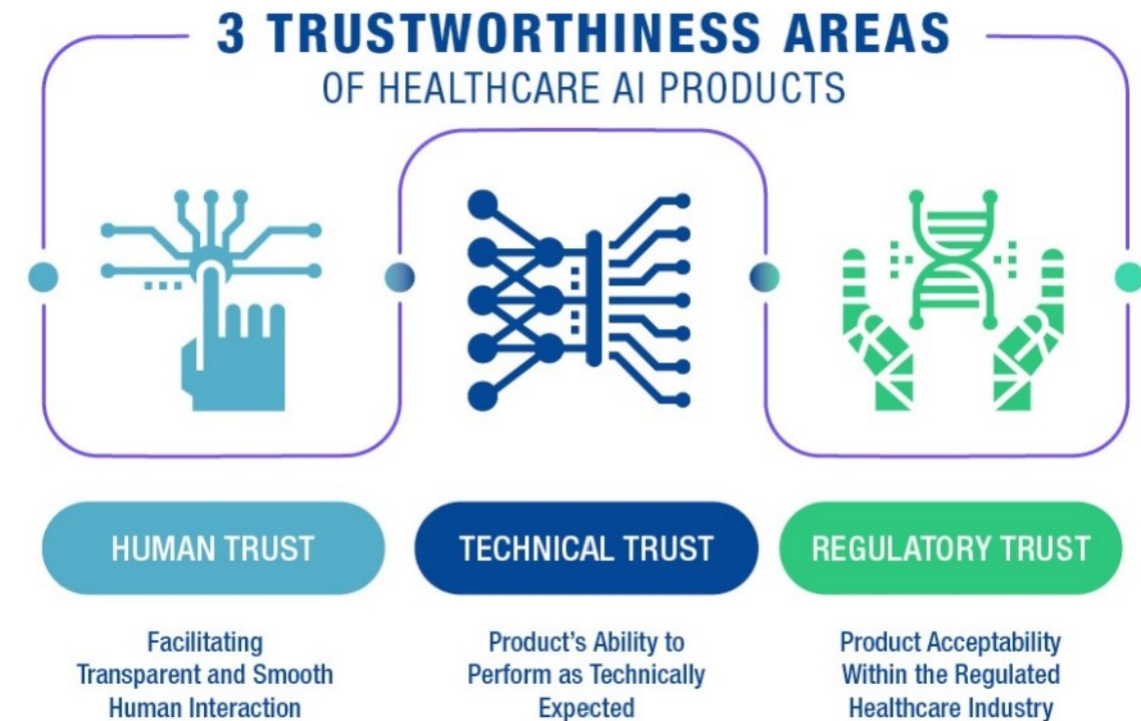 3 TRUSTWORTHINESS AREAS
OF HEALTHCARE AI PRODUCTS
HUMAN TRUST
Facilitating
Transparent and Smooth
Human Interaction
TECHNICAL TRUST
Product’s Ability to
Perform as Technically
Expected
REGULATORY TRUST
Product Acceptability
Within the Regulated
Healthcare Industry